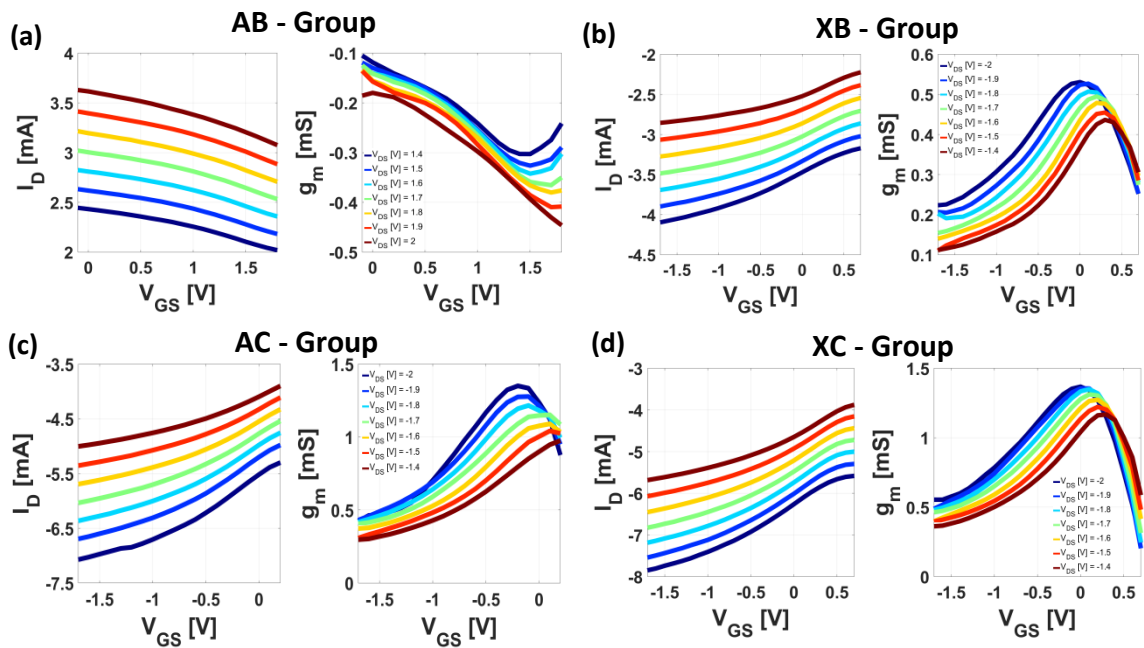 AB - Group
XB - Group
(a)
(b)
4
3.5
3
2.5
2
I_D [mA]
0
0.5
1
1.5
V_GS [V]
-0.1
-0.2
-0.3
-0.4
-0.5
g_m [mS]
V_DS [V] = 1.4
V_DS [V] = 1.5
V_DS [V] = 1.6
V_DS [V] = 1.7
V_DS [V] = 1.8
V_DS [V] = 1.9
V_DS [V] = 2
0
0.5
1
1.5
V_GS [V]
-2
-2.5
-3
-3.5
-4
-4.5
I_D [mA]
-1.5
-1
-0.5
0
0.5
V_GS [V]
0.6
0.5
0.4
0.3
0.2
0.1
g_m [mS]
V_DS [V] = -2
V_DS [V] = -1.9
V_DS [V] = -1.8
V_DS [V] = -1.7
V_DS [V] = -1.6
V_DS [V] = -1.5
V_DS [V] = -1.4
-1.5
-1
-0.5
0
0.5
V_GS [V]
(c)
AC - Group
(d)
XC - Group
-3.5
-4.5
-5.5
-6.5
-7.5
I_D [mA]
-1.5
-1
-0.5
0
V_GS [V]
1.5
1
0.5
0
g_m [mS]
V_DS [V] = -2
V_DS [V] = -1.9
V_DS [V] = -1.8
V_DS [V] = -1.7
V_DS [V] = -1.6
V_DS [V] = -1.5
V_DS [V] = -1.4
-1.5
-1
-0.5
0
V_GS [V]
-3
-4
-5
-6
-7
-8
I_D [mA]
-1.5
-1
-0.5
0
0.5
V_GS [V]
1.5
1
0.5
0
g_m [mS]
V_DS [V] = -2
V_DS [V] = -1.9
V_DS [V] = -1.8
V_DS [V] = -1.7
V_DS [V] = -1.6
V_DS [V] = -1.5
V_DS [V] = -1.4
-1.5
-1
-0.5
0
0.5
V_GS [V]